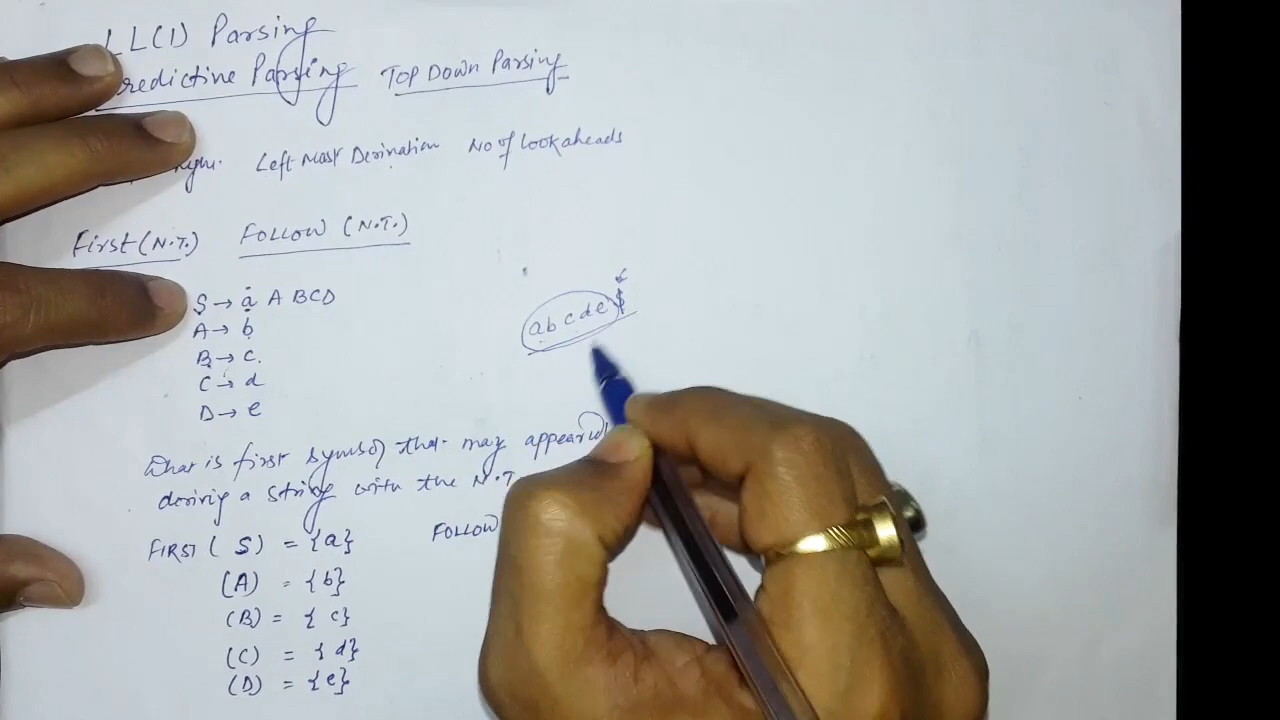 LL(1) Parsing
redictive Parsing Top Down Parsing
Left Most Derivation No of lookaheads
First (N.T.) FOLLOW (N.T.)
S → a A B C D
A → b
B → c.
C → d
D → e
abcde $
What is first symbol that may appear
deriving a string with the N.T.
FIRST ( S ) = {a}
FOLLOW
(A) = {b}
(B) = {c}
(C) = {d}
(D) = {e}